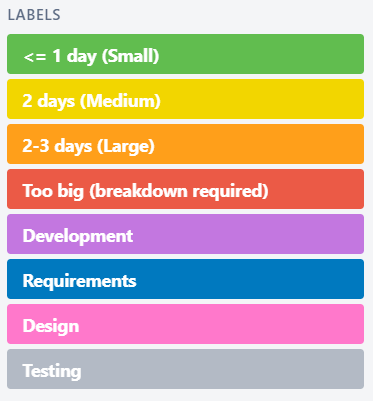 LABELS
<= 1 day (Small)
2 days (Medium)
2-3 days (Large)
Too big (breakdown required)
Development
Requirements
Design
Testing